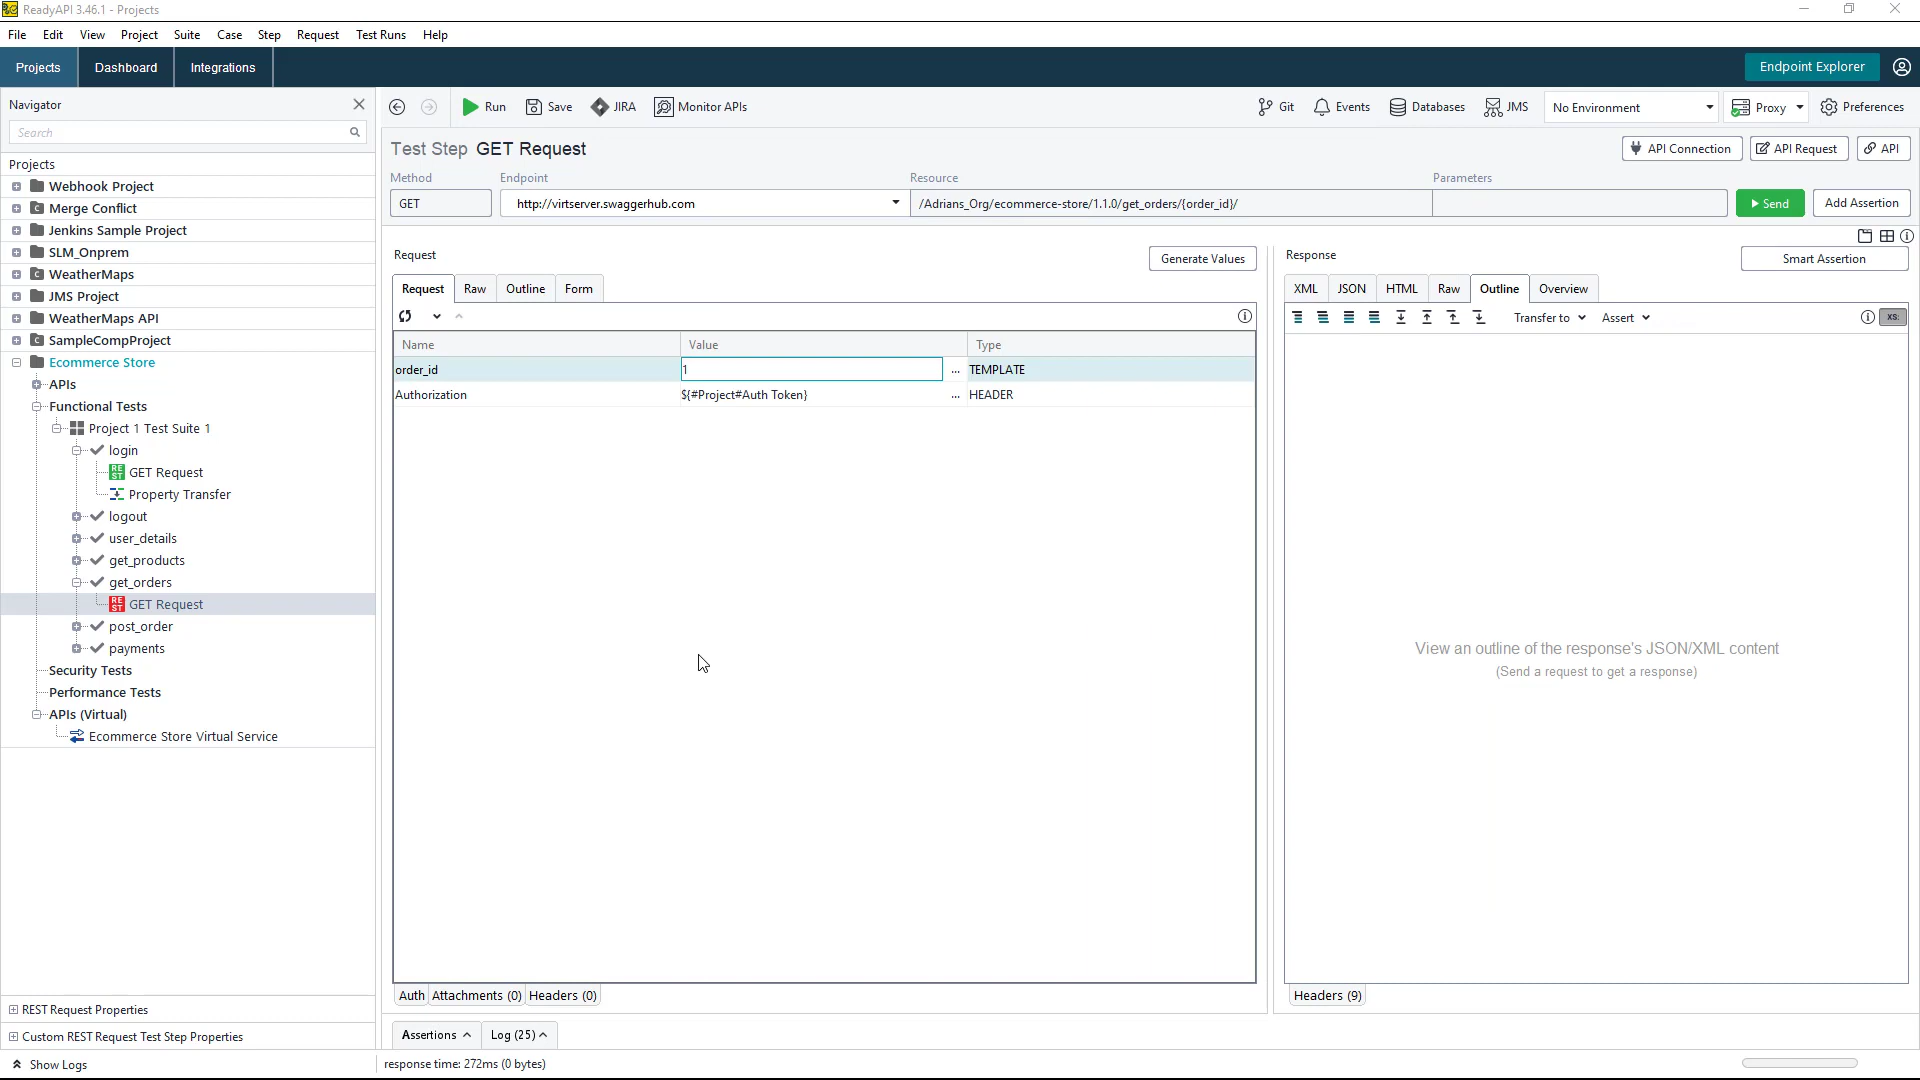 ReadyAPI 3.46.1 - Projects
File Edit View Project Suite Case Step Request Test Runs Help
Projects Dashboard Integrations Endpoint Explorer
Navigator
Search
Projects
Webhook Project
Merge Conflict
Jenkins Sample Project
SLM_Onprem
WeatherMaps
JMS Project
WeatherMaps API
SampleCompProject
Ecommerce Store
APIs
Functional Tests
Project 1 Test Suite 1
login
GET Request
Property Transfer
logout
user_details
get_products
get_orders
GET Request
post_order
payments
Security Tests
Performance Tests
APIs (Virtual)
Ecommerce Store Virtual Service
REST Request Properties
Custom REST Request Test Step Properties
Show Logs
Run Save JIRA Monitor APIs Git Events Databases JMS No Environment Proxy Preferences
Test Step GET Request API Connection API Request API
Method Endpoint Resource Parameters
GET http://virtserver.swaggerhub.com /Adrians_Org/ecommerce-store/1.1.0/get_orders/{order_id}/ Send Add Assertion
Request Generate Values
Request Raw Outline Form
Name Value Type
order_id 1 ... TEMPLATE
Authorization ${#Project#Auth Token} ... HEADER
Auth Attachments (0) Headers (0)
Response Smart Assertion
XML JSON HTML Raw Outline Overview
Transfer to Assert XS:
View an outline of the response's JSON/XML content
(Send a request to get a response)
Headers (9)
Assertions Log (25)
response time: 272ms (0 bytes)